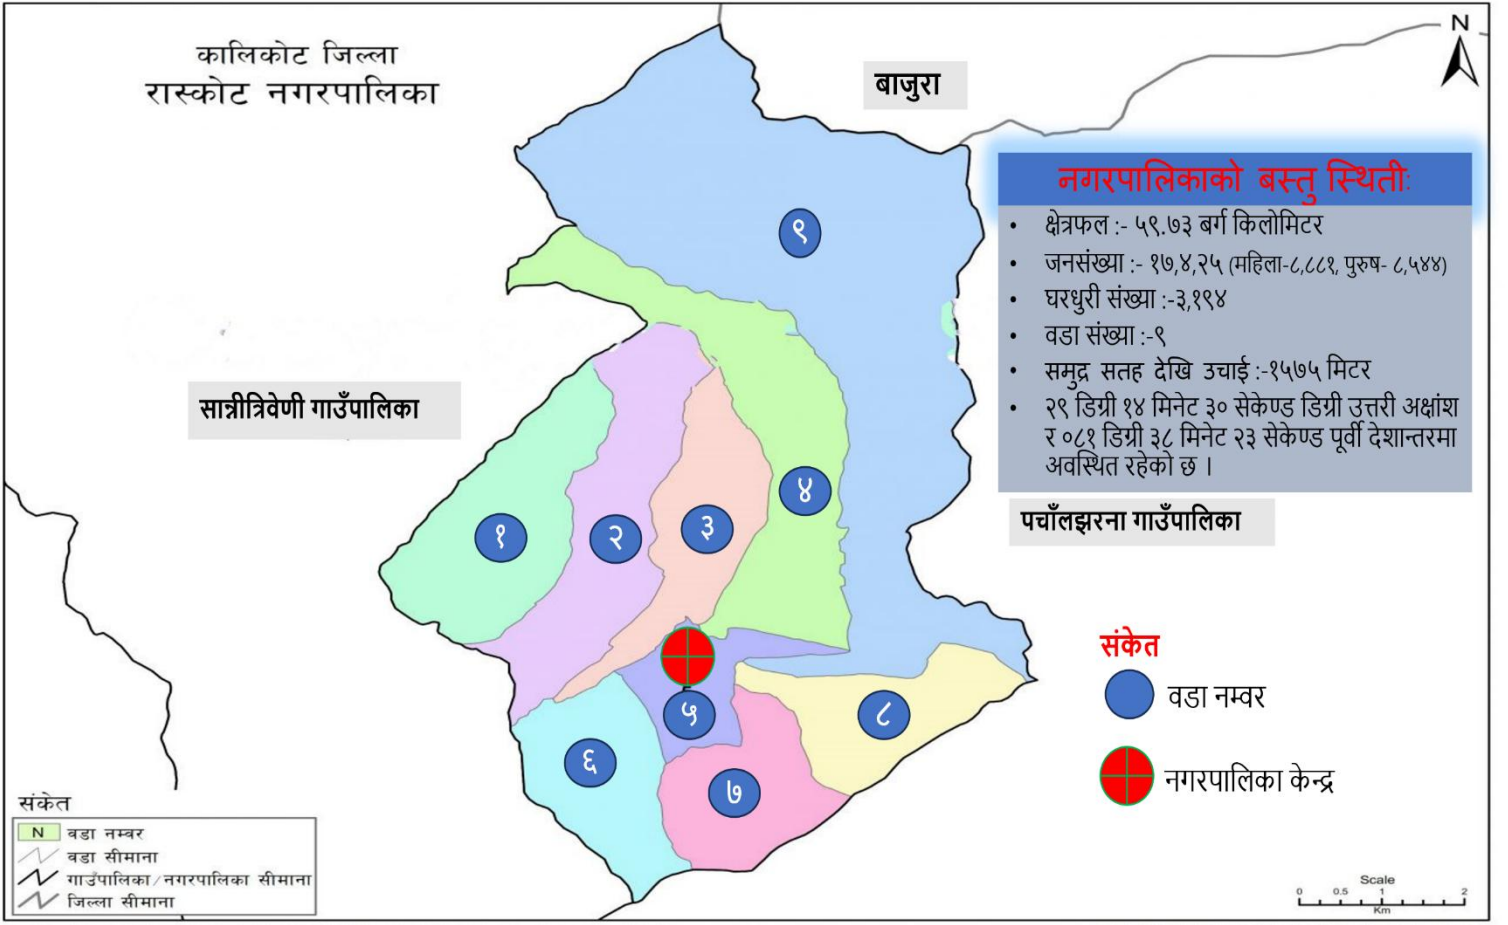 कालिकोट जिल्ला
रास्कोट नगरपालिका
बाजुरा
N
नगरपालिकाको बस्तु स्थितीः
• क्षेत्रफल :- ५९.७३ बर्ग किलोमिटर
• जनसंख्या :- १७,४,२५ (महिला-८,८८१, पुरुष- ८,५४४)
• घरधुरी संख्या :-३,१९४
• वडा संख्या :-९
• समुद्र सतह देखि उचाई :-१५७५ मिटर
• २९ डिग्री १४ मिनेट ३० सेकेण्ड डिग्री उत्तरी अक्षांश
र ०८१ डिग्री ३८ मिनेट २३ सेकेण्ड पूर्वी देशान्तरमा
अवस्थित रहेको छ ।
सान्नीत्रिवेणी गाउँपालिका
पचाँलझरना गाउँपालिका
९
४
३
२
१
५
८
६
७
संकेत
वडा नम्वर
नगरपालिका केन्द्र
संकेत
N वडा नम्वर
वडा सीमाना
गाउँपालिका/नगरपालिका सीमाना
जिल्ला सीमाना
Scale
0 0.5 1 2
Km